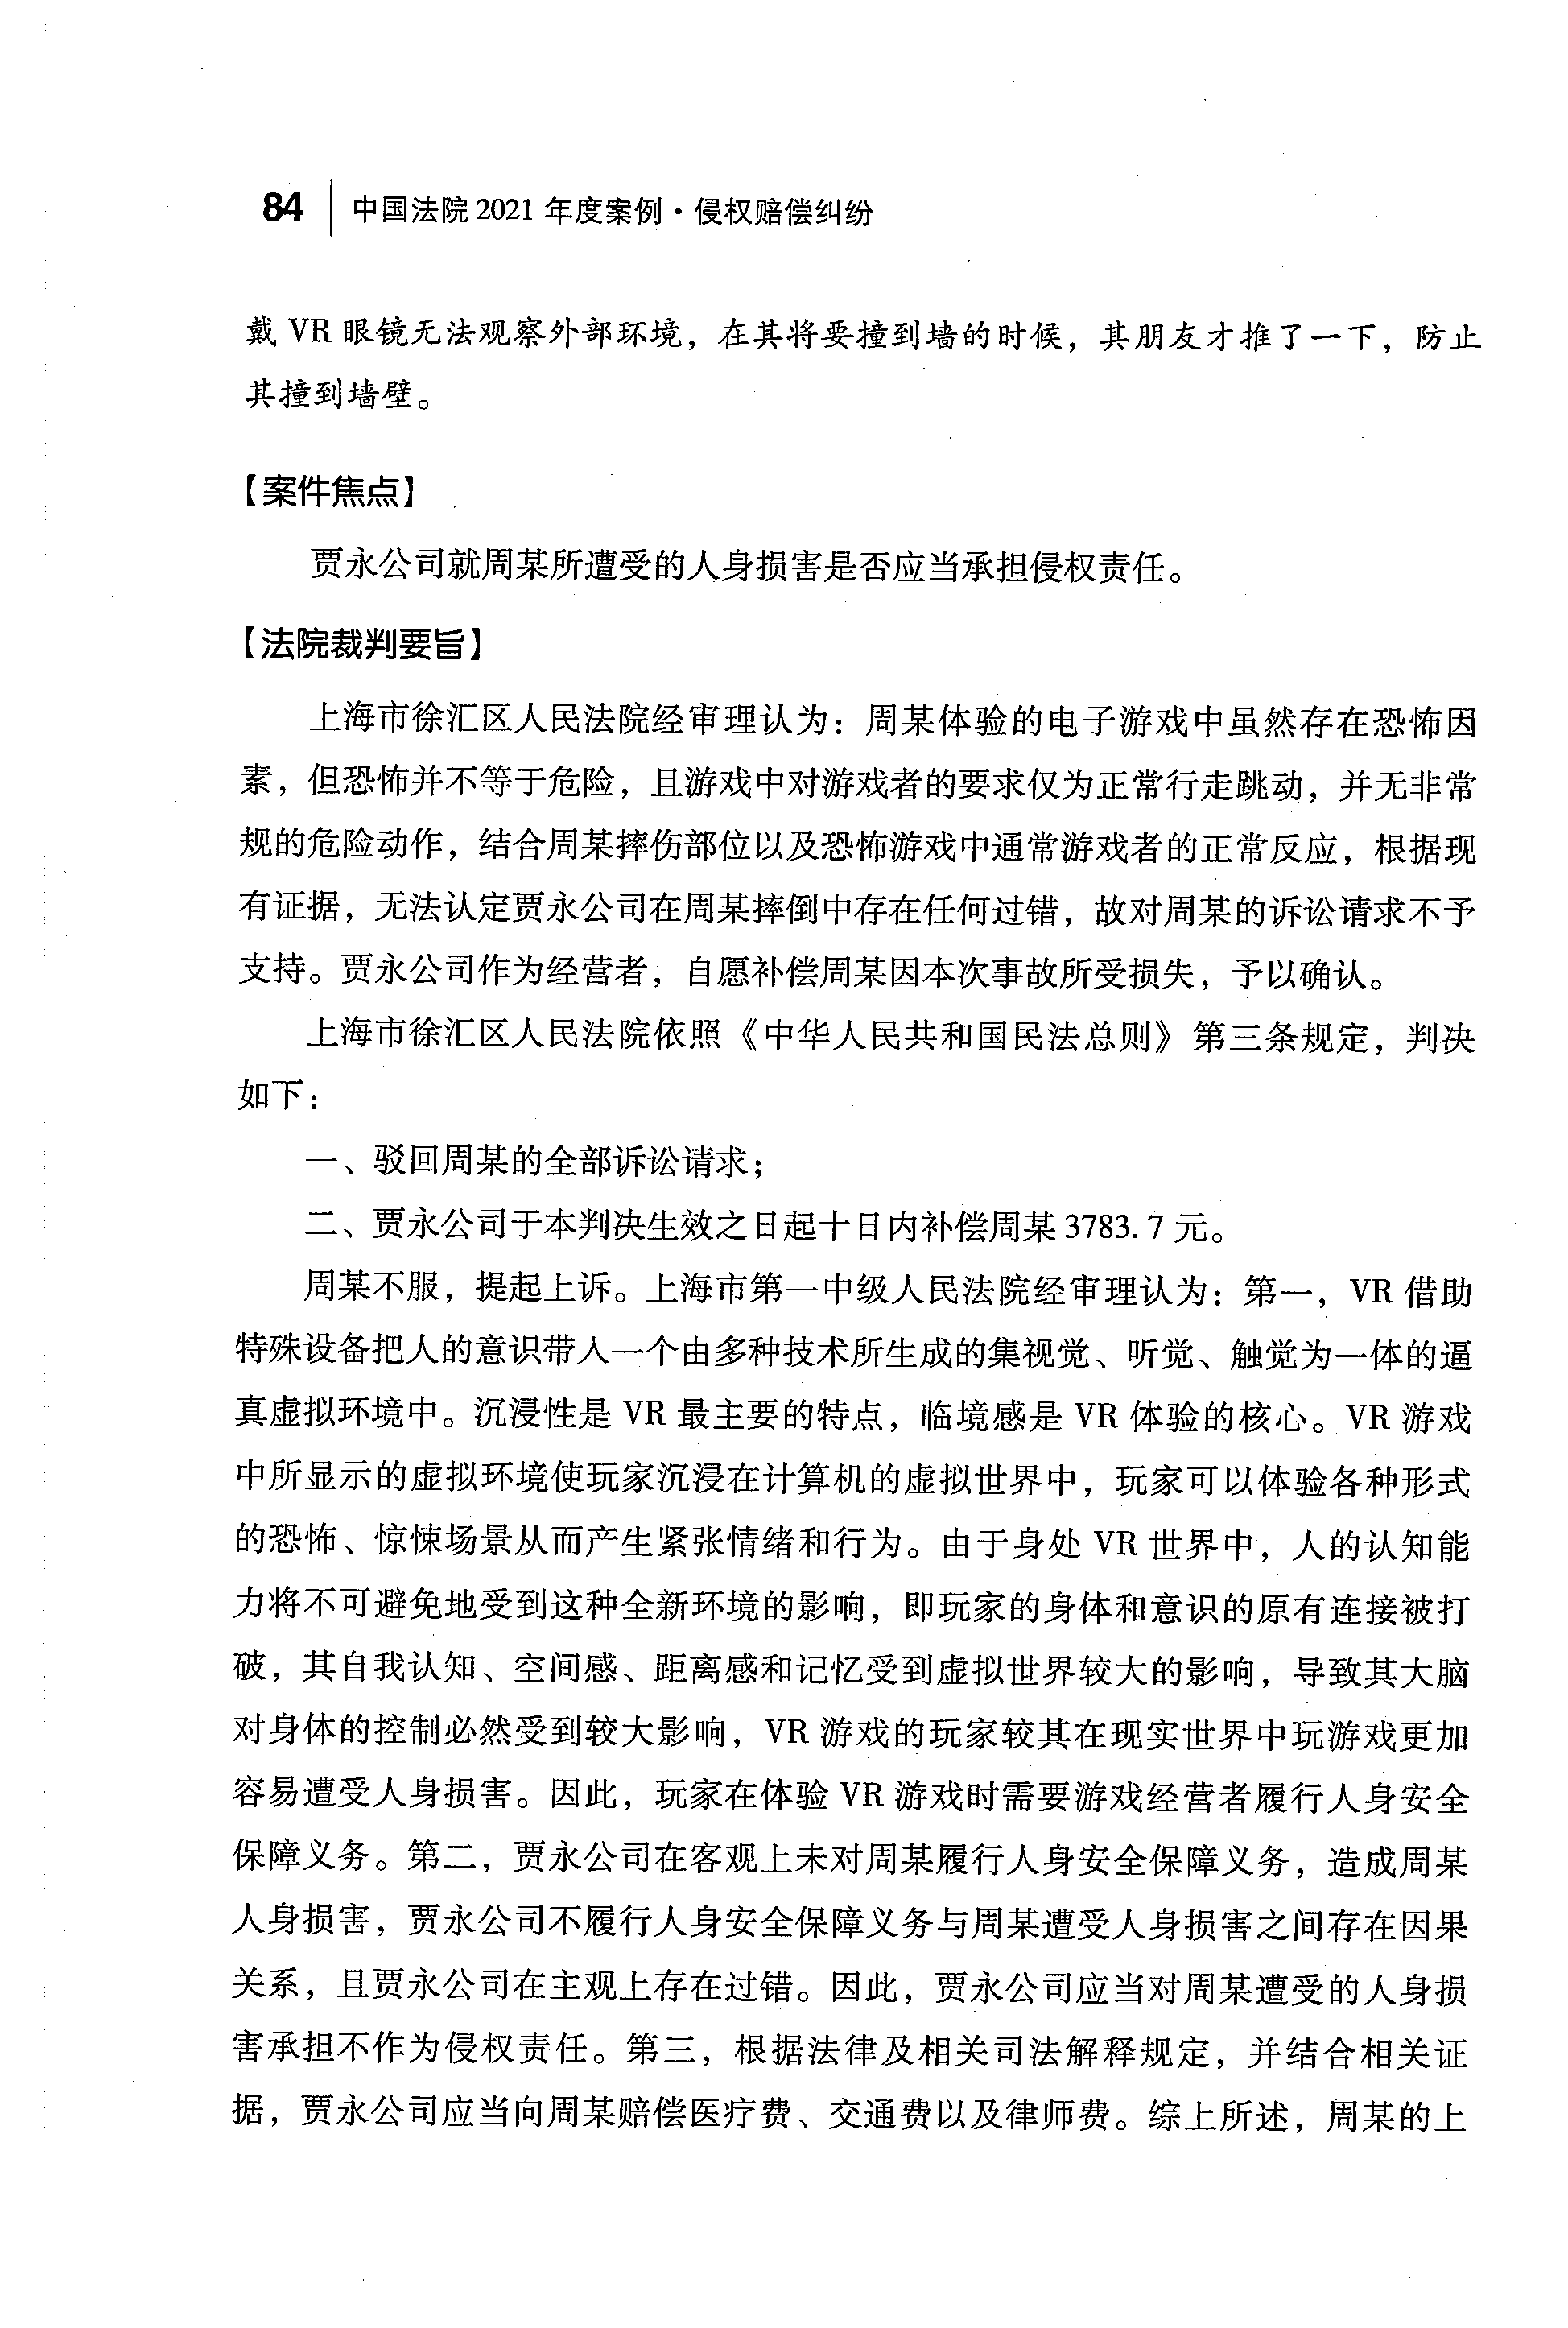 84 中国法院2021年度案例·侵权赔偿纠纷
戴VR眼镜无法观察外部环境，在其将要撞到墙的时候，其朋友才推了一下，防止
其撞到墙壁。
【案件焦点】
贾永公司就周某所遭受的人身损害是否应当承担侵权责任。
【法院裁判要旨】
上海市徐汇区人民法院经审理认为：周某体验的电子游戏中虽然存在恐怖因
素，但恐怖并不等于危险，且游戏中对游戏者的要求仅为正常行走跳动，并无非常
规的危险动作，结合周某摔伤部位以及恐怖游戏中通常游戏者的正常反应，根据现
有证据，无法认定贾永公司在周某摔倒中存在任何过错，故对周某的诉讼请求不予
支持。贾永公司作为经营者，自愿补偿周某因本次事故所受损失，予以确认。
上海市徐汇区人民法院依照《中华人民共和国民法总则》第三条规定，判决
如下：
一、驳回周某的全部诉讼请求；
二、贾永公司于本判决生效之日起十日内补偿周某3783.7元。
周某不服，提起上诉。上海市第一中级人民法院经审理认为：第一，VR借助
特殊设备把人的意识带入一个由多种技术所生成的集视觉、听觉、触觉为一体的逼
真虚拟环境中。沉浸性是VR最主要的特点，临境感是VR体验的核心。VR游戏
中所显示的虚拟环境使玩家沉浸在计算机的虚拟世界中，玩家可以体验各种形式
的恐怖、惊悚场景从而产生紧张情绪和行为。由于身处VR世界中，人的认知能
力将不可避免地受到这种全新环境的影响，即玩家的身体和意识的原有连接被打
破，其自我认知、空间感、距离感和记忆受到虚拟世界较大的影响，导致其大脑
对身体的控制必然受到较大影响，VR游戏的玩家较其在现实世界中玩游戏更加
容易遭受人身损害。因此，玩家在体验VR游戏时需要游戏经营者履行人身安全
保障义务。第二，贾永公司在客观上未对周某履行人身安全保障义务，造成周某
人身损害，贾永公司不履行人身安全保障义务与周某遭受人身损害之间存在因果
关系，且贾永公司在主观上存在过错。因此，贾永公司应当对周某遭受的人身损
害承担不作为侵权责任。第三，根据法律及相关司法解释规定，并结合相关证
据，贾永公司应当向周某赔偿医疗费、交通费以及律师费。综上所述，周某的上